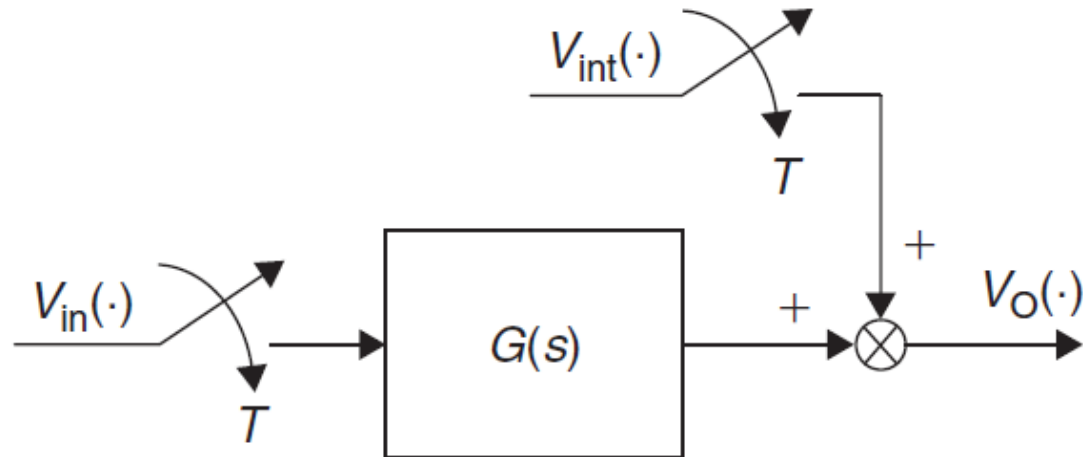 V_int(·)
T
+
V_in(·)
T
G(s)
+
V_O(·)